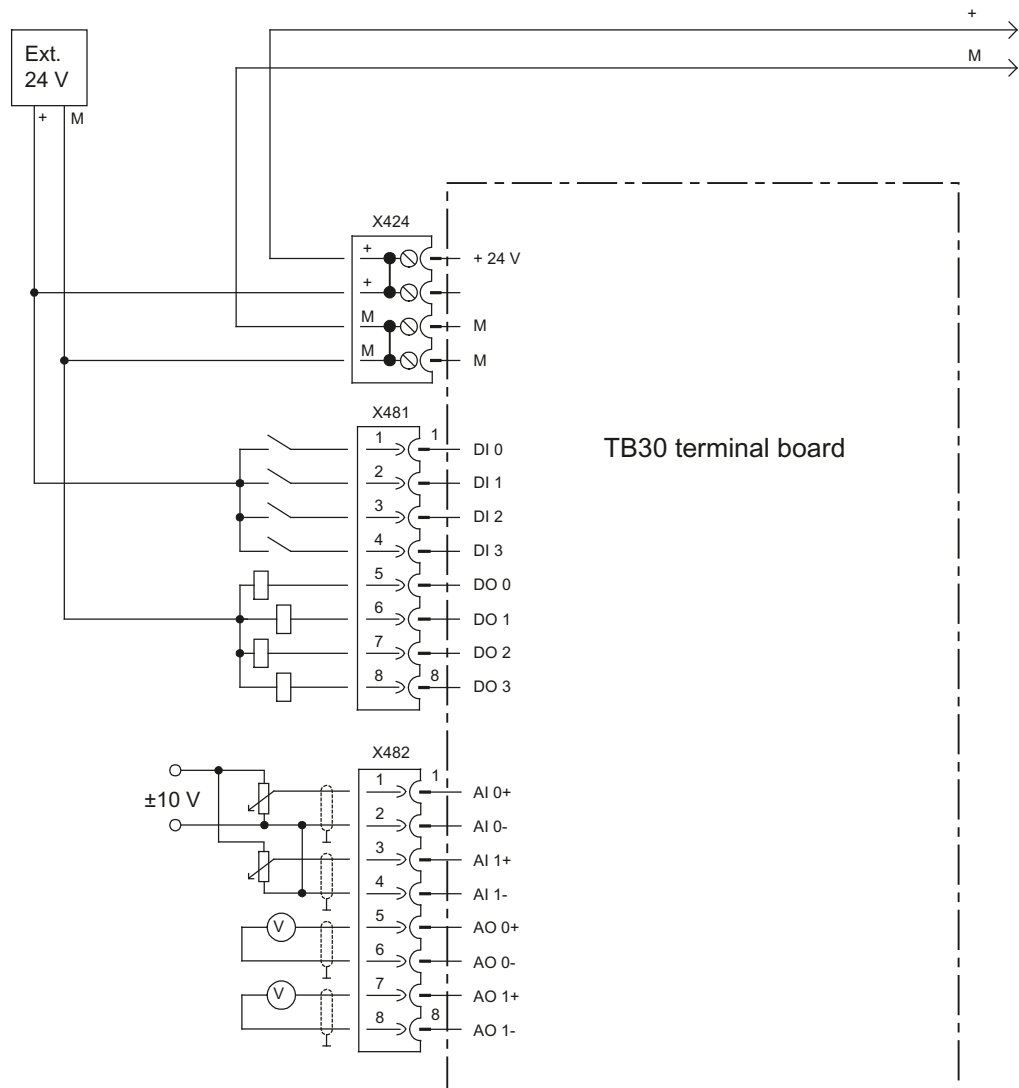 +
M
Ext.
24 V
+ M
X424
+ + 24 V
+
M M
M M
X481
1 1 DI 0
2 DI 1
3 DI 2
4 DI 3
5 DO 0
6 DO 1
7 DO 2
8 8 DO 3
TB30 terminal board
X482
±10 V
1 1 AI 0+
2 AI 0-
3 AI 1+
4 AI 1-
V 5 AO 0+
6 AO 0-
V 7 AO 1+
8 8 AO 1-